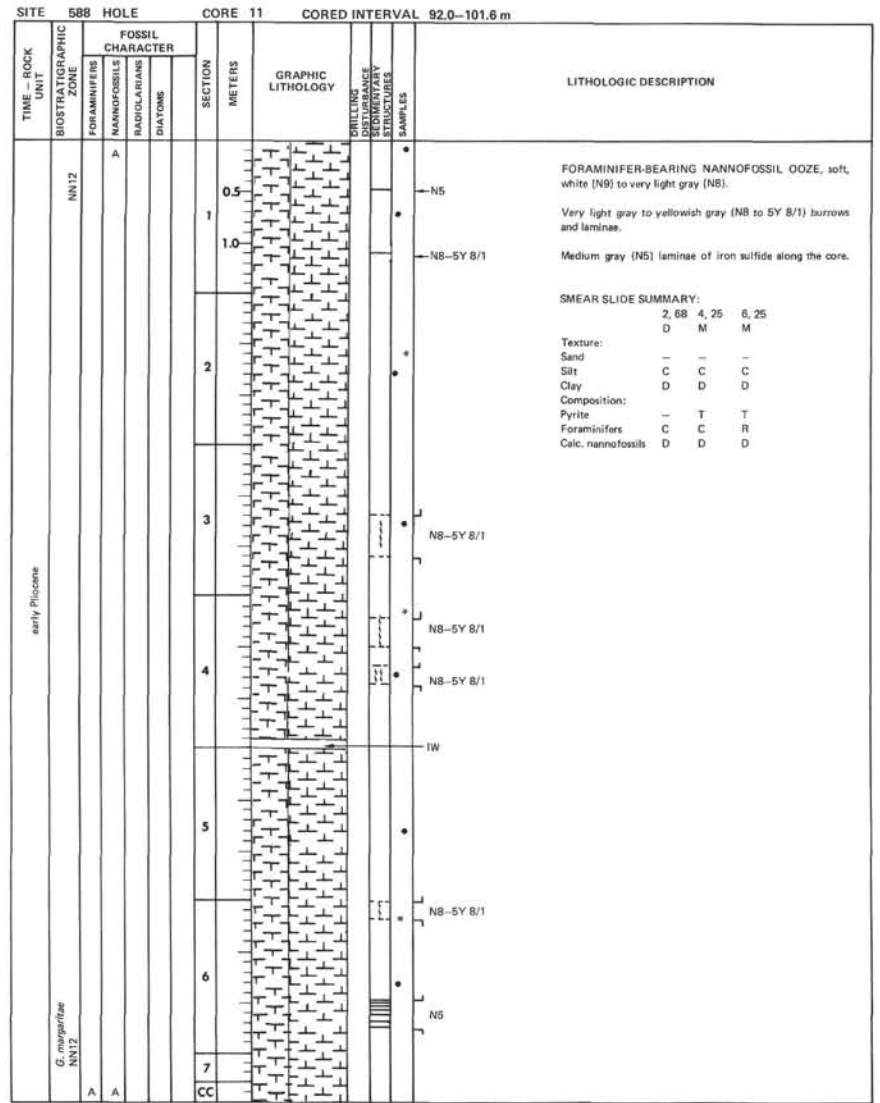 SITE 588 HOLE CORE 11 CORED INTERVAL 92.0—101.6 m
TIME — ROCK UNIT
BIOSTRATIGRAPHIC ZONE
FOSSIL CHARACTER
FORAMINIFERS
NANNOFOSSILS
RADIOLARIANS
DIATOMS
SECTION
METERS
GRAPHIC LITHOLOGY
DRILLING DISTURBANCE
SEDIMENTARY STRUCTURES
SAMPLES
LITHOLOGIC DESCRIPTION
early Pliocene
NN12
G. margaritae
NN12
A
A A
0.5
1
1.0
2
3
4
5
6
7
CC
N5
N8—5Y 8/1
N8—5Y 8/1
N8—5Y 8/1
N8—5Y 8/1
IW
N8—5Y 8/1
N5
FORAMINIFER-BEARING NANNOFOSSIL OOZE, soft,
white (N9) to very light gray (N8).
Very light gray to yellowish gray (N8 to 5Y 8/1) burrows
and laminae.
Medium gray (N5) laminae of iron sulfide along the core.
SMEAR SLIDE SUMMARY:
2, 68 4, 25 6, 25
D M M
Texture:
Sand — — —
Silt C C C
Clay D D D
Composition:
Pyrite — T T
Foraminifers C C R
Calc. nannofossils D D D